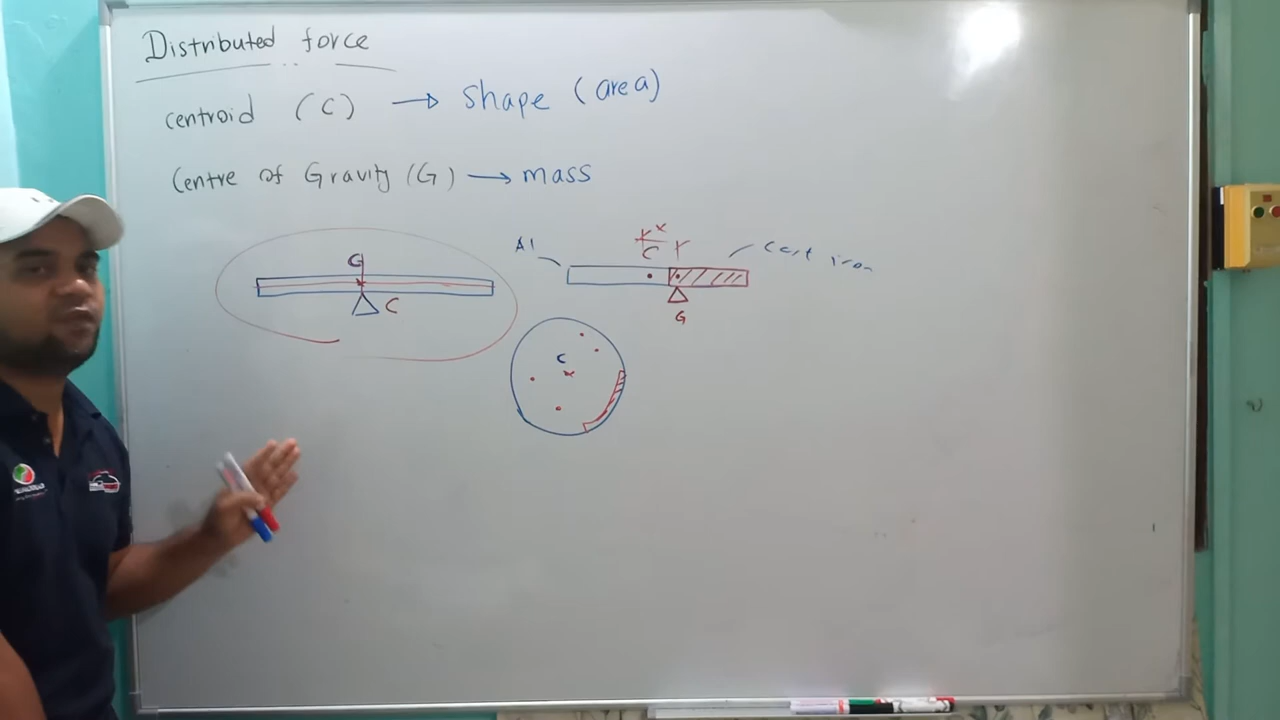 Distributed force
centroid (C) → shape (area)
Centre of Gravity (G) → mass
G
C
Al
C
Cast iron
G
C